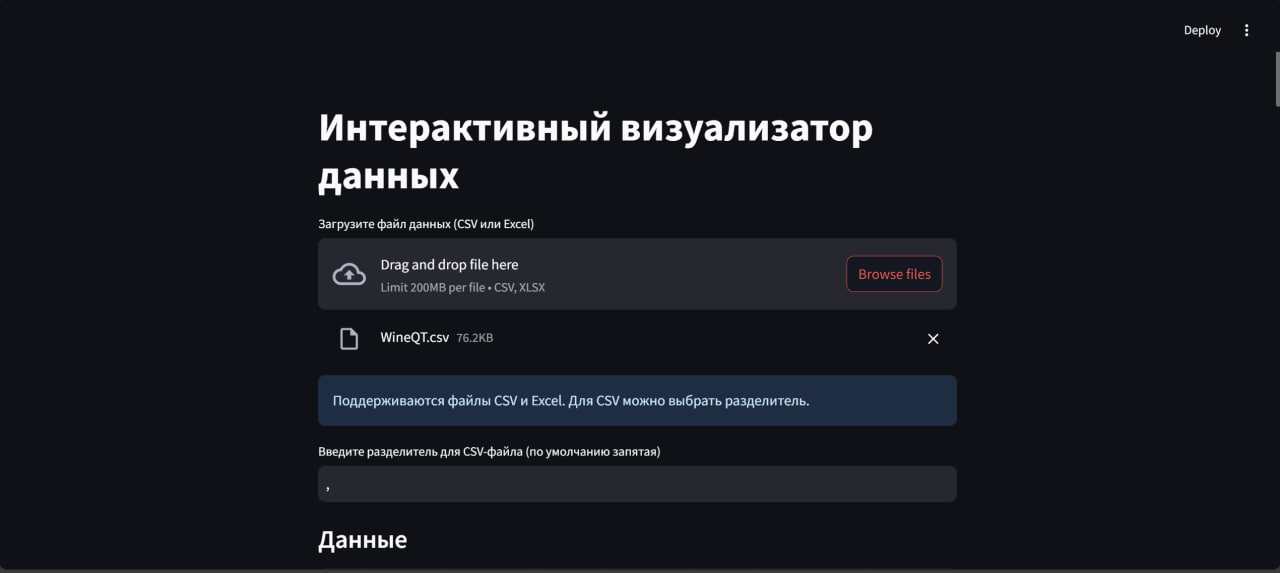 Deploy
Интерактивный визуализатор
данных
Загрузите файл данных (CSV или Excel)
Drag and drop file here
Limit 200MB per file • CSV, XLSX
Browse files
WineQT.csv 76.2KB
Поддерживаются файлы CSV и Excel. Для CSV можно выбрать разделитель.
Введите разделитель для CSV-файла (по умолчанию запятая)
,
Данные